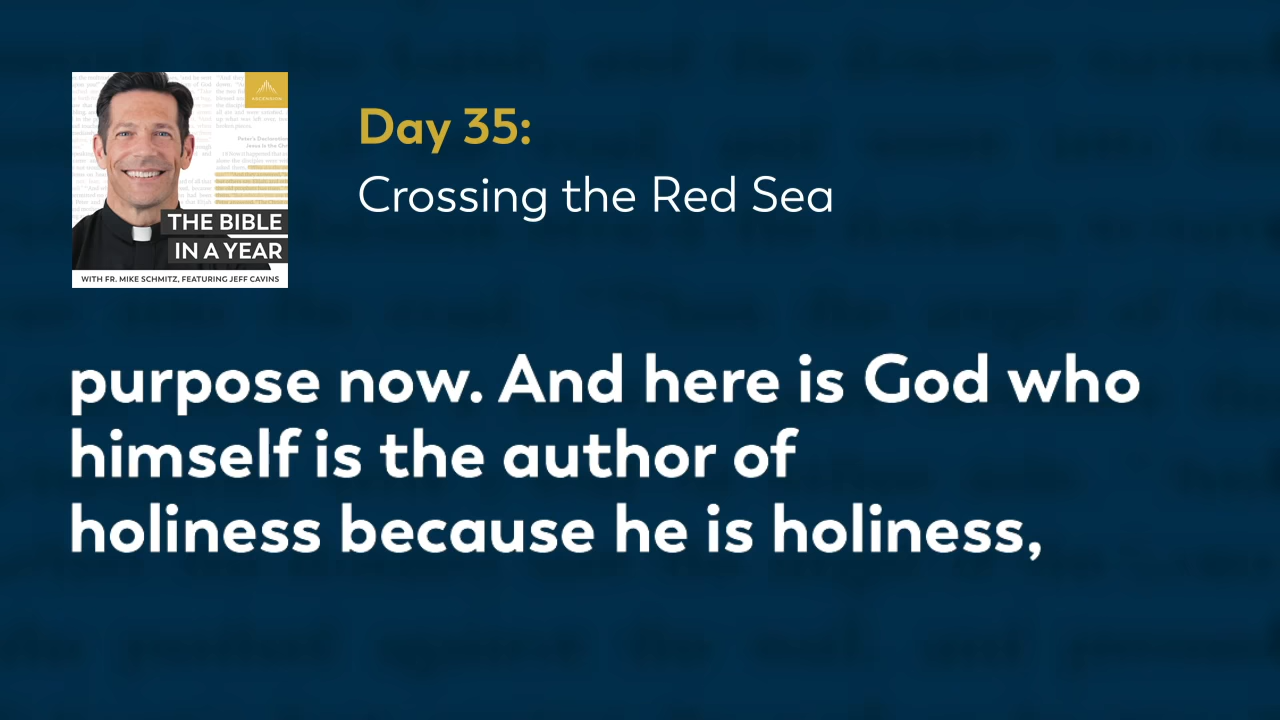 ASCENSION
THE BIBLE
IN A YEAR
WITH FR. MIKE SCHMITZ, FEATURING JEFF CAVINS
Day 35:
Crossing the Red Sea
purpose now. And here is God who
himself is the author of
holiness because he is holiness,